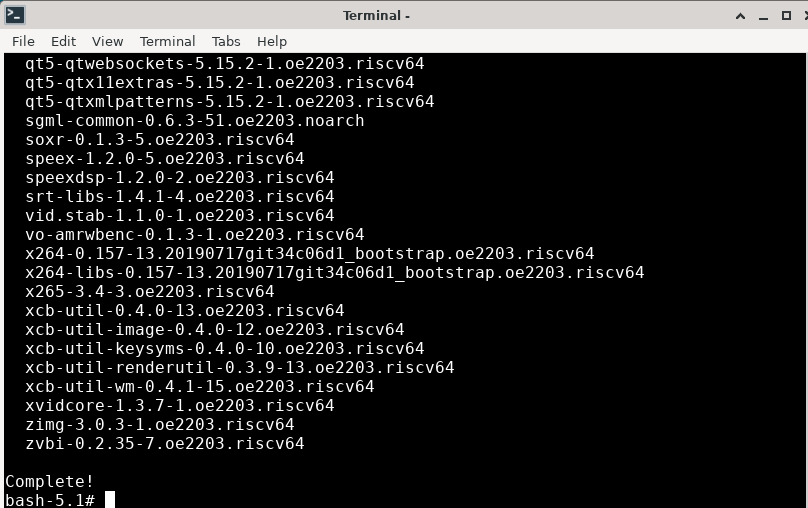 Terminal -
File Edit View Terminal Tabs Help
qt5-qtwebsockets-5.15.2-1.oe2203.riscv64
qt5-qtx11extras-5.15.2-1.oe2203.riscv64
qt5-qtxmlpatterns-5.15.2-1.oe2203.riscv64
sgml-common-0.6.3-51.oe2203.noarch
soxr-0.1.3-5.oe2203.riscv64
speex-1.2.0-5.oe2203.riscv64
speexdsp-1.2.0-2.oe2203.riscv64
srt-libs-1.4.1-4.oe2203.riscv64
vid.stab-1.1.0-1.oe2203.riscv64
vo-amrwbenc-0.1.3-1.oe2203.riscv64
x264-0.157-13.20190717git34c06d1_bootstrap.oe2203.riscv64
x264-libs-0.157-13.20190717git34c06d1_bootstrap.oe2203.riscv64
x265-3.4-3.oe2203.riscv64
xcb-util-0.4.0-13.oe2203.riscv64
xcb-util-image-0.4.0-12.oe2203.riscv64
xcb-util-keysyms-0.4.0-10.oe2203.riscv64
xcb-util-renderutil-0.3.9-13.oe2203.riscv64
xcb-util-wm-0.4.1-15.oe2203.riscv64
xvidcore-1.3.7-1.oe2203.riscv64
zimg-3.0.3-1.oe2203.riscv64
zvbi-0.2.35-7.oe2203.riscv64
Complete!
bash-5.1#